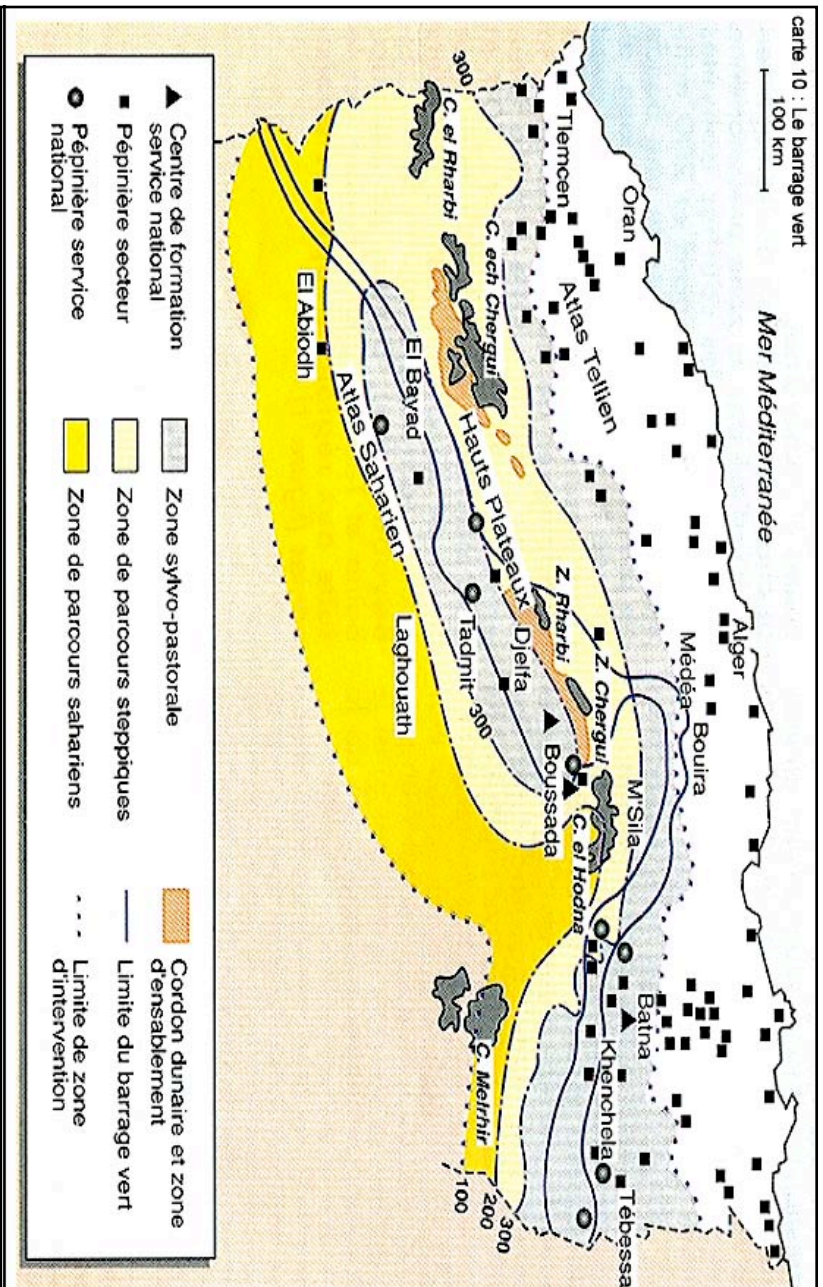 carte 10 : Le barrage vert
100 km
Mer Méditerranée
Alger
Oran
Bouira
Médéa
Tlemcen
Atlas Tellien
M'Sila
Batna
Khenchela
Tébessa
C. ech Chergui
Z. Rharbi
Z. Chergui
C. el Hodna
300
C. el Rharbi
Hauts Plateaux
Djelfa
Boussada
El Bayad
Tadmit
300
Atlas Saharien
Laghouath
C. Melrhir
El Abiodh
300
200
100
Centre de formation
service national
Pépinière secteur
Pépinière service
national
Zone sylvo-pastorale
Zone de parcours steppiques
Zone de parcours sahariens
Cordon dunaire et zone
d'ensablement
Limite du barrage vert
Limite de zone
d'intervention